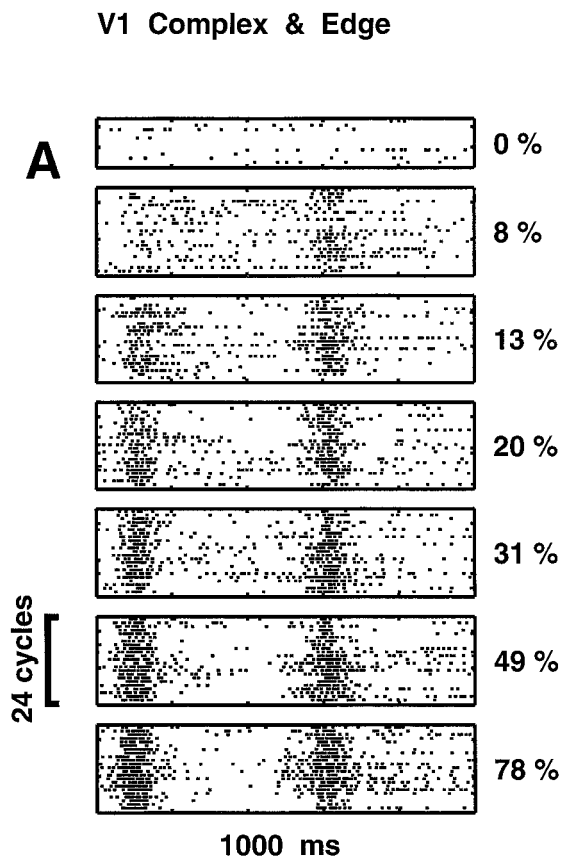 V1 Complex & Edge
A
0 %
8 %
13 %
20 %
31 %
49 %
24 cycles
78 %
1000 ms